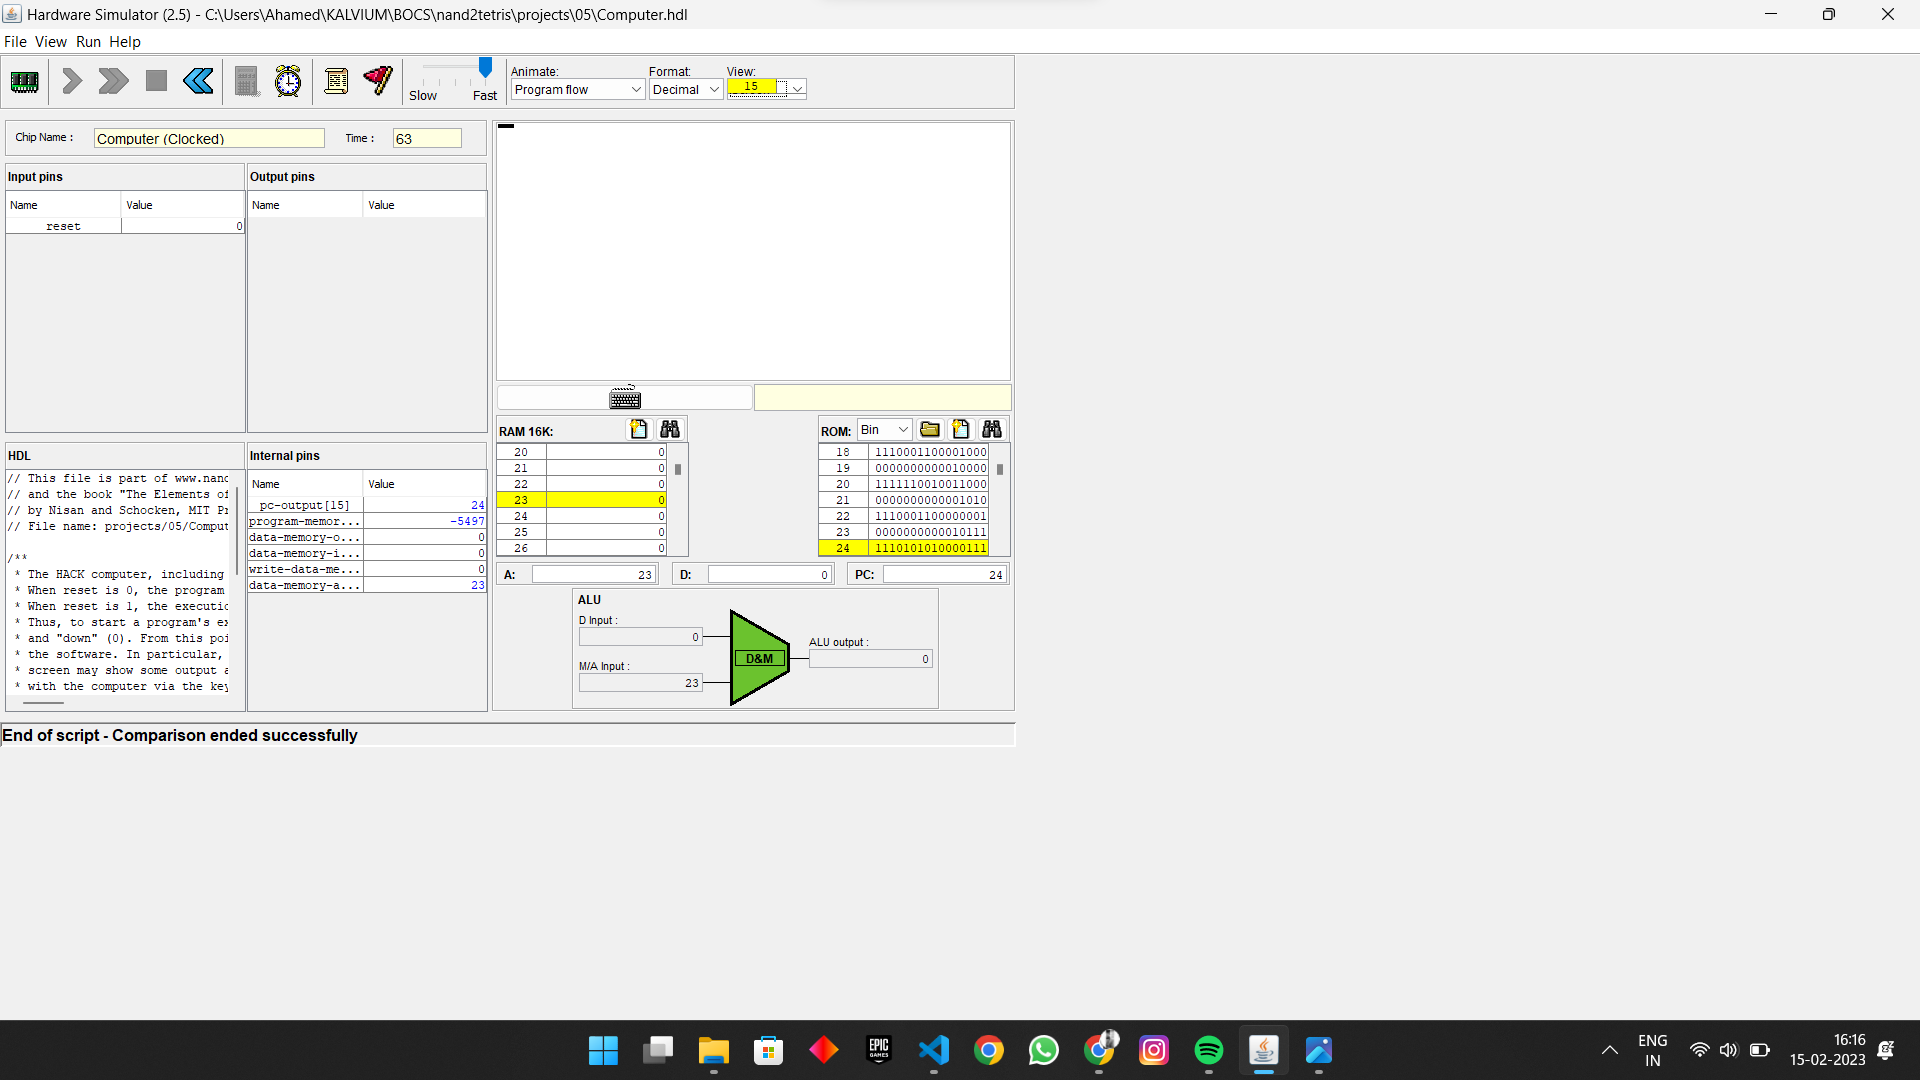 Hardware Simulator (2.5) - C:\Users\Ahamed\KALVIUM\BOCS\nand2tetris\projects\05\Computer.hdl
File View Run Help
Slow Fast
Animate:
Program flow
Format:
Decimal
View:
15
Chip Name :
Computer (Clocked)
Time :
63
Input pins
Name Value
reset 0
Output pins
Name Value
HDL
// This file is part of www.nand
// and the book "The Elements of
// by Nisan and Schocken, MIT Pr
// File name: projects/05/Comput
/**
* The HACK computer, including
* When reset is 0, the program
* When reset is 1, the executio
* Thus, to start a program's ex
* and "down" (0). From this poi
* the software. In particular,
* screen may show some output a
* with the computer via the key
Internal pins
Name Value
pc-output[15] 24
program-memor... -5497
data-memory-o... 0
data-memory-i... 0
write-data-me... 0
data-memory-a... 23
RAM 16K:
20 0
21 0
22 0
23 0
24 0
25 0
26 0
ROM: Bin
18 1110001100001000
19 0000000000010000
20 1111110010011000
21 0000000000001010
22 1110001100000001
23 0000000000010111
24 1110101010000111
A: 23
D: 0
PC: 24
ALU
D Input :
0
M/A Input :
23
D&M
ALU output :
0
End of script - Comparison ended successfully
EPIC
GAMES
ENG
IN
16:16
15-02-2023